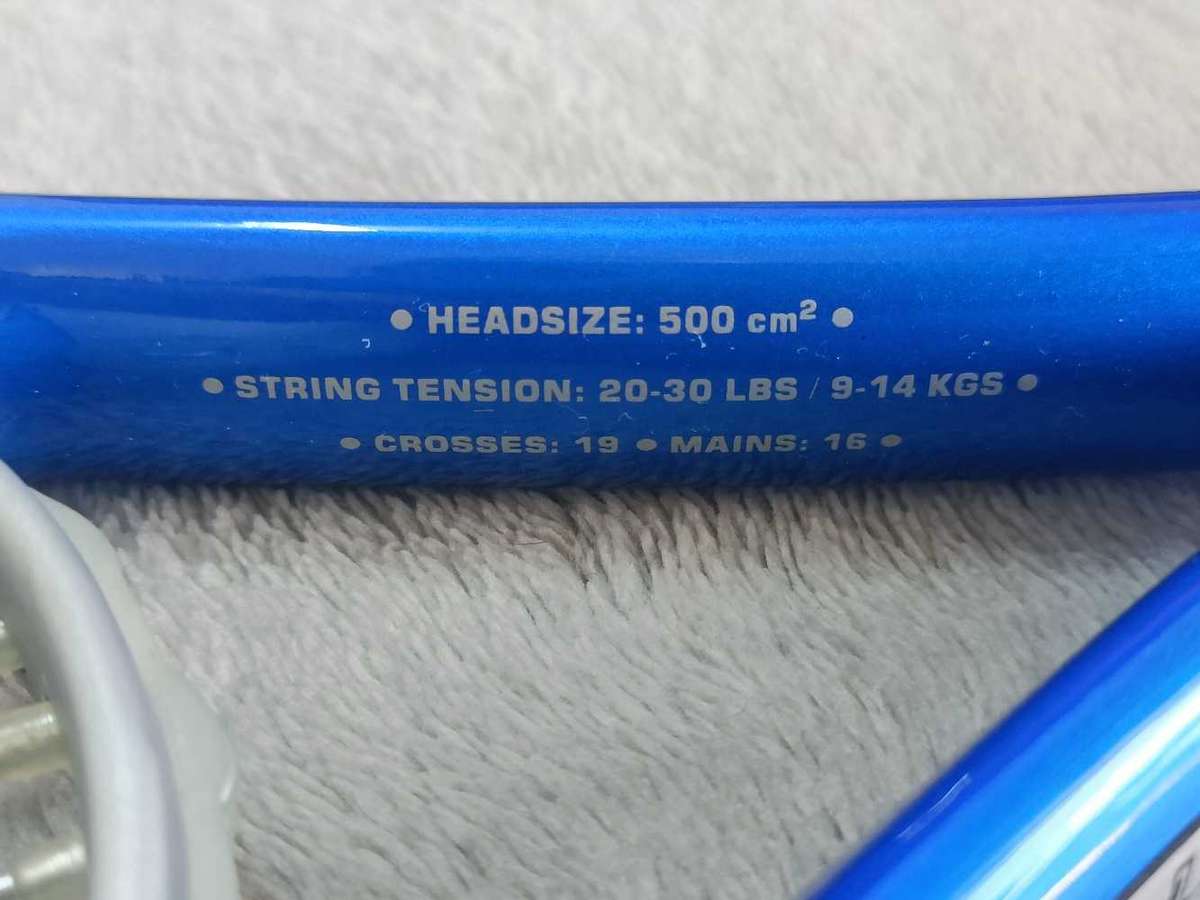 • HEADSIZE: 500 cm² •
• STRING TENSION: 20-30 LBS / 9-14 KGS •
• CROSSES: 19 • MAINS: 16 •